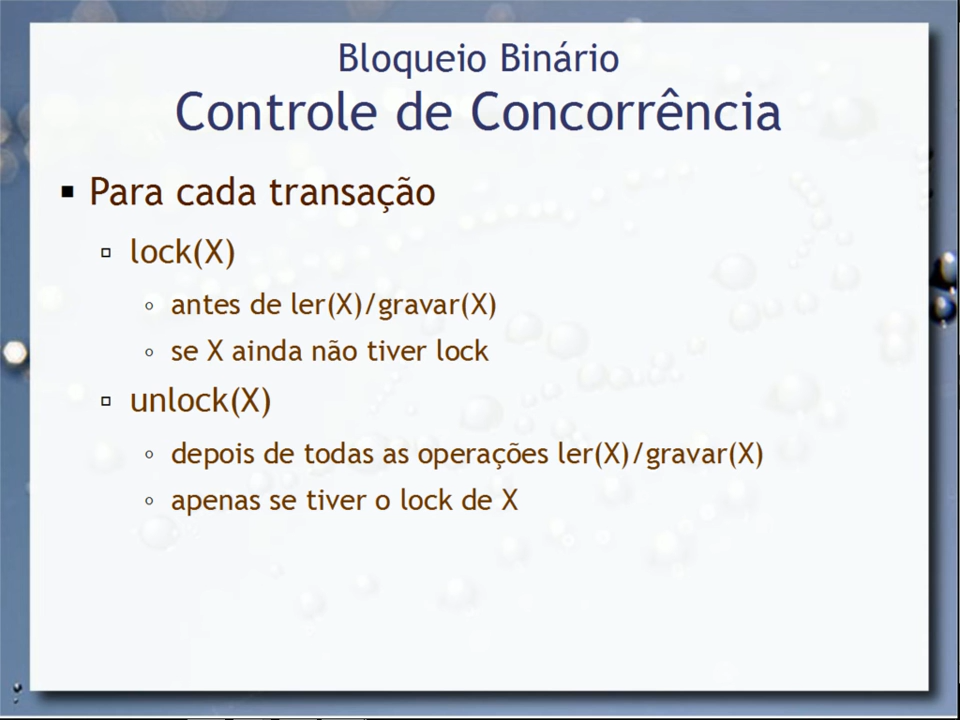 Bloqueio Binário
Controle de Concorrência
Para cada transação
lock(X)
antes de ler(X)/gravar(X)
se X ainda não tiver lock
unlock(X)
depois de todas as operações ler(X)/gravar(X)
apenas se tiver o lock de X